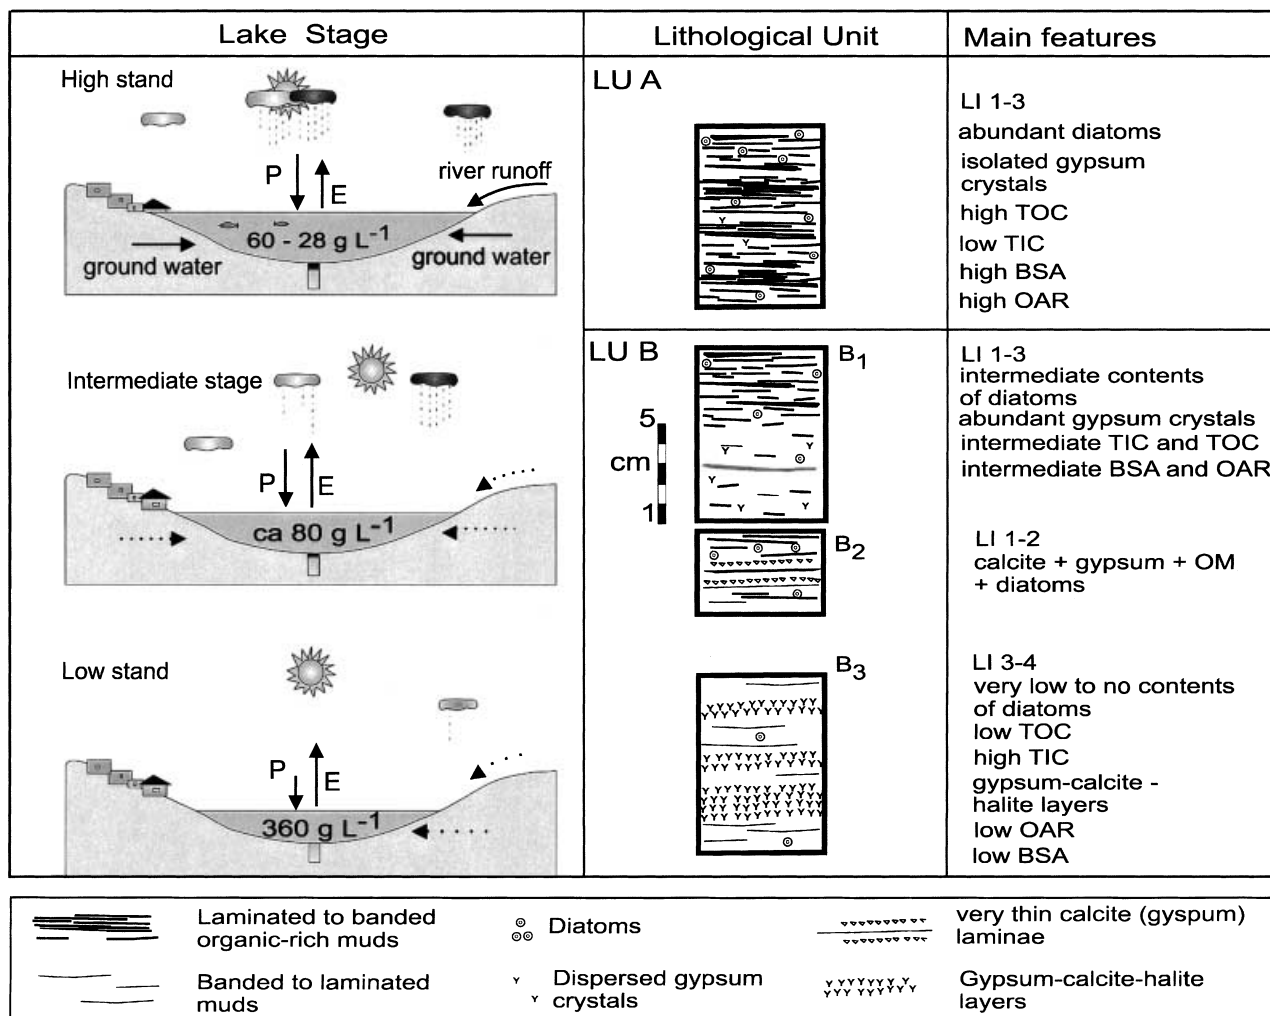 Lake Stage
Lithological Unit
Main features
High stand
P
E
river runoff
60 - 28 g L-1
ground water
ground water
LU A
LI 1-3
abundant diatoms
isolated gypsum
crystals
high TOC
low TIC
high BSA
high OAR
Intermediate stage
P
E
ca 80 g L-1
LU B
B1
5
cm
1
LI 1-3
intermediate contents
of diatoms
abundant gypsum crystals
intermediate TIC and TOC
intermediate BSA and OAR
B2
LI 1-2
calcite + gypsum + OM
+ diatoms
Low stand
P
E
360 g L-1
B3
LI 3-4
very low to no contents
of diatoms
low TOC
high TIC
gypsum-calcite -
halite layers
low OAR
low BSA
Laminated to banded
organic-rich muds
Diatoms
very thin calcite (gyspum)
laminae
Banded to laminated
muds
Dispersed gypsum
crystals
Gypsum-calcite-halite
layers